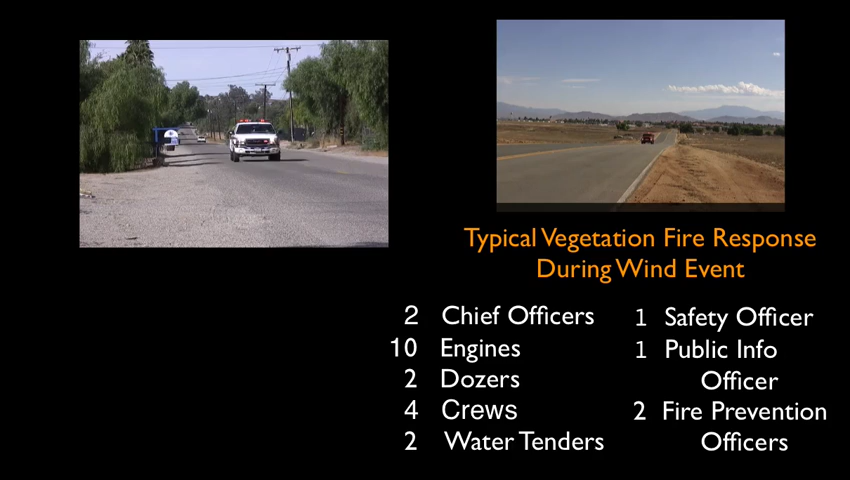 Typical Vegetation Fire Response
During Wind Event
2 Chief Officers
10 Engines
2 Dozers
4 Crews
2 Water Tenders
1 Safety Officer
1 Public Info
Officer
2 Fire Prevention
Officers